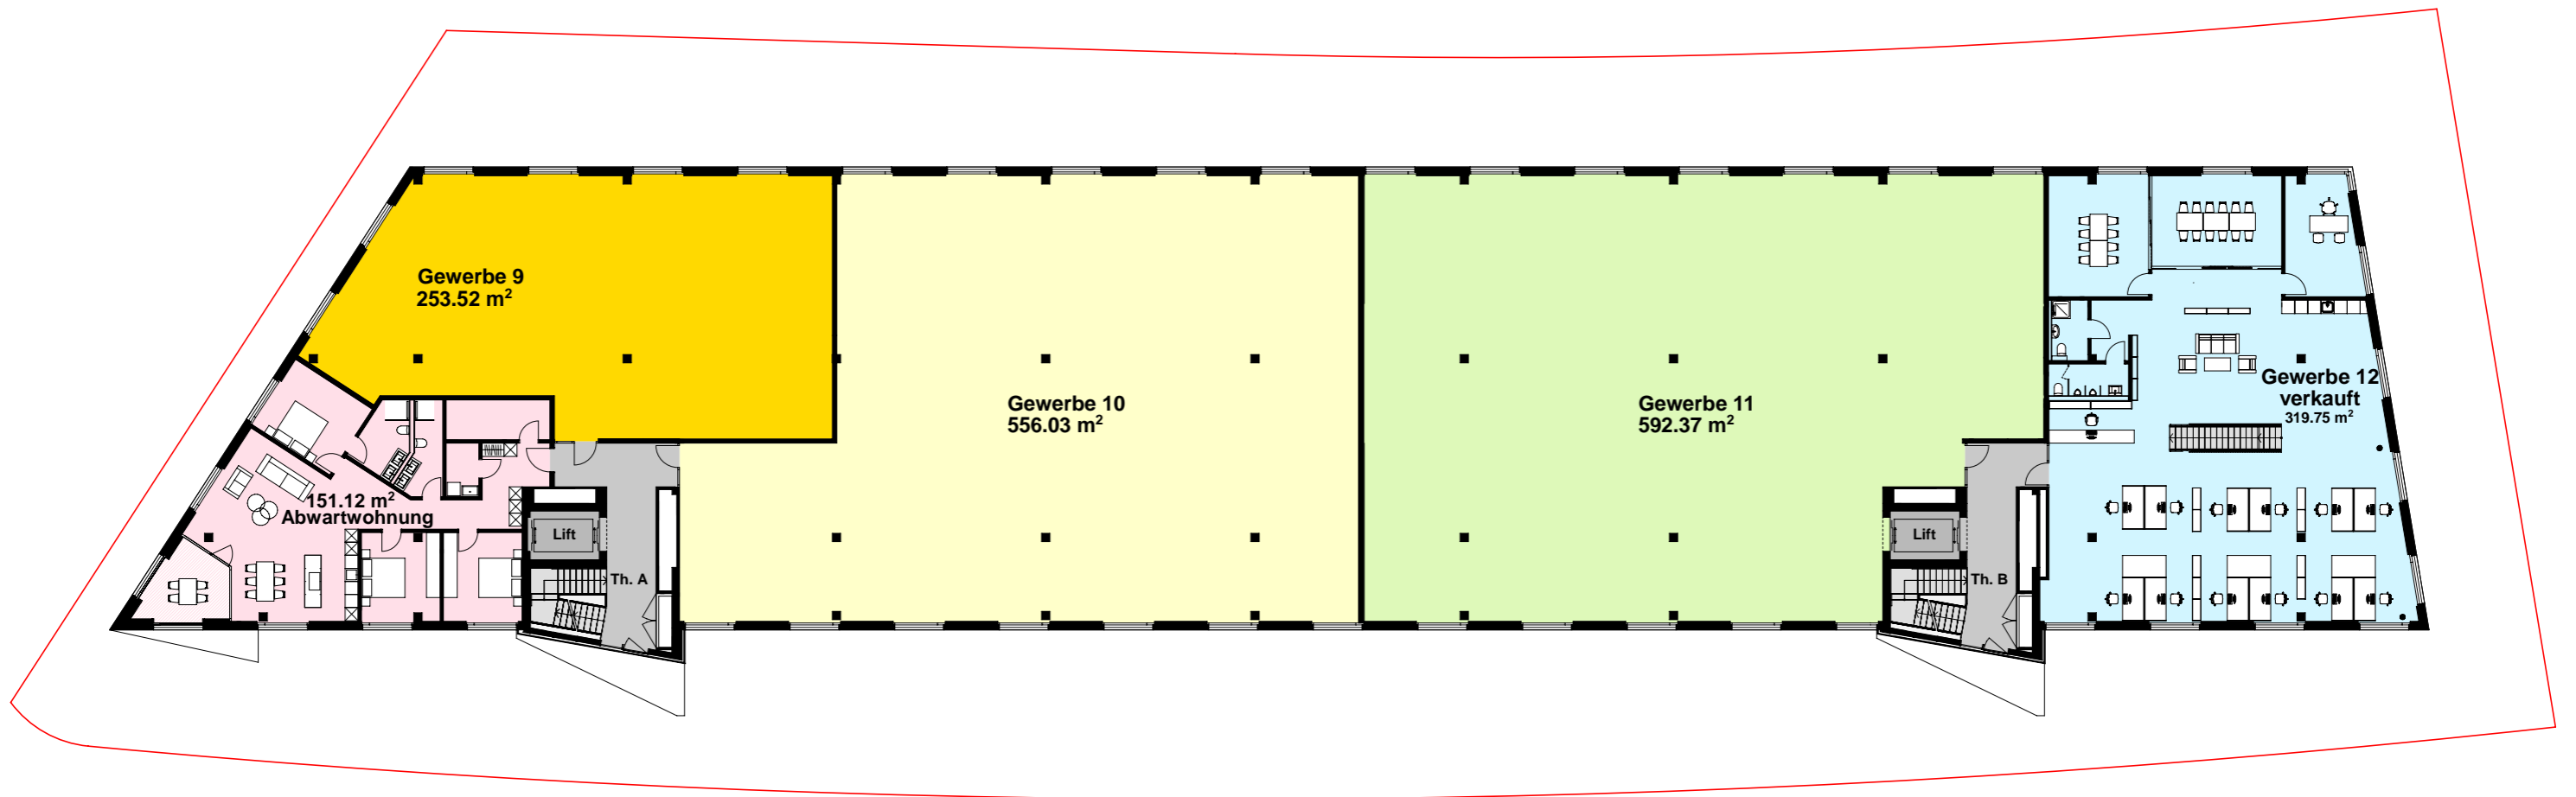 Gewerbe 9
253.52 m²
Gewerbe 10
556.03 m²
Gewerbe 11
592.37 m²
Gewerbe 12
verkauft
319.75 m²
151.12 m²
Abwartwohnung
Lift
Th. A
Lift
Th. B